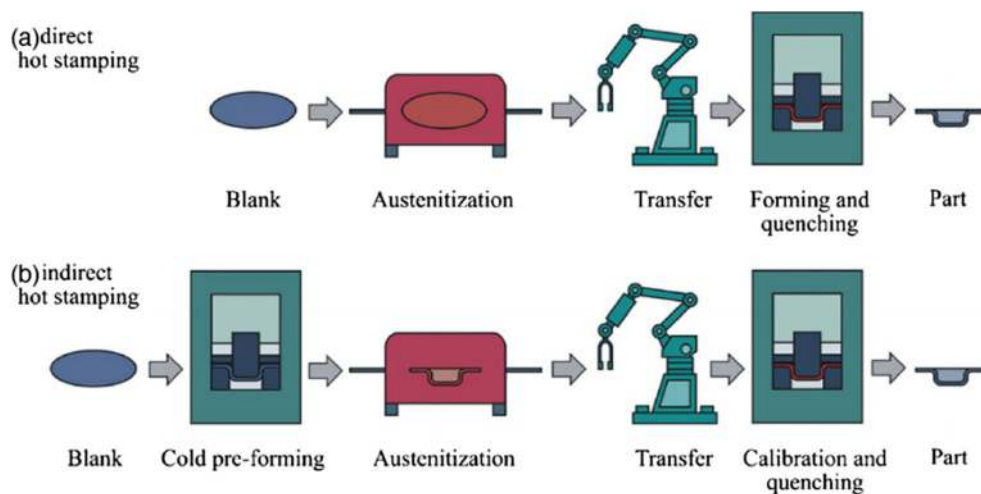 (a) direct
hot stamping
Blank
Austenitization
Transfer
Forming and
quenching
Part
(b) indirect
hot stamping
Blank
Cold pre-forming
Austenitization
Transfer
Calibration and
quenching
Part